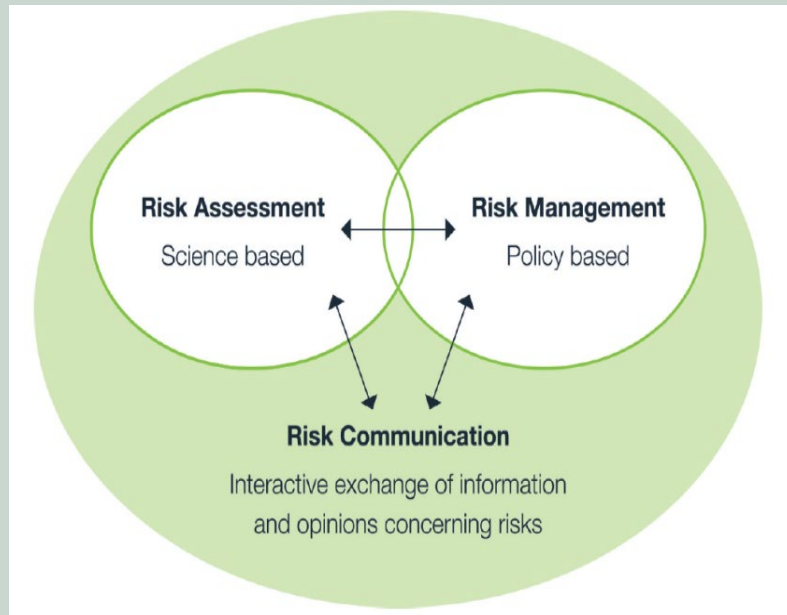 Risk Assessment
Science based
Risk Management
Policy based
Risk Communication
Interactive exchange of information
and opinions concerning risks